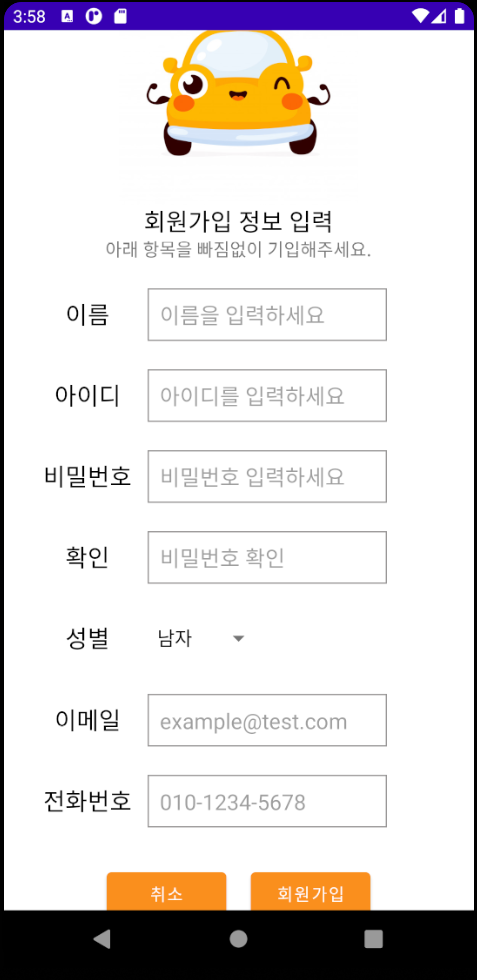 3:58
회원가입 정보 입력
아래 항목을 빠짐없이 기입해주세요.
이름 이름을 입력하세요
아이디 아이디를 입력하세요
비밀번호 비밀번호 입력하세요
확인 비밀번호 확인
성별 남자
이메일 example@test.com
전화번호 010-1234-5678
취소 회원가입